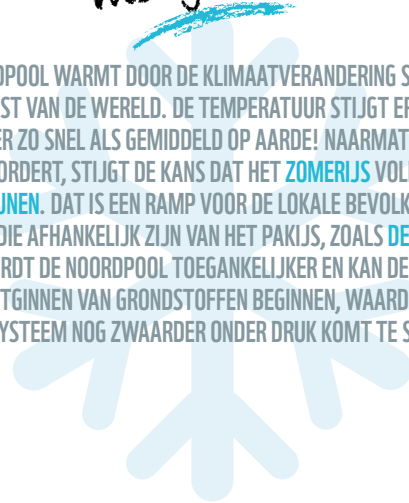 DPOOL WARMT DOOR DE KLIMAATVERANDERING S
ST VAN DE WERELD. DE TEMPERATUUR STIJGT ER
ER ZO SNEL ALS GEMIDDELD OP AARDE! NAARMAT
ORDERT, STIJGT DE KANS DAT HET ZOMERIJS VOL
IJNEN. DAT IS EEN RAMP VOOR DE LOKALE BEVOLK
DIE AFHANKELIJK ZIJN VAN HET PAKIJS, ZOALS DE
RDT DE NOORDPOOL TOEGANKELIJKER EN KAN DE
TGINNEN VAN GRONDSTOFFEN BEGINNEN, WAARD
YSTEEM NOG ZWAARDER ONDER DRUK KOMT TE S